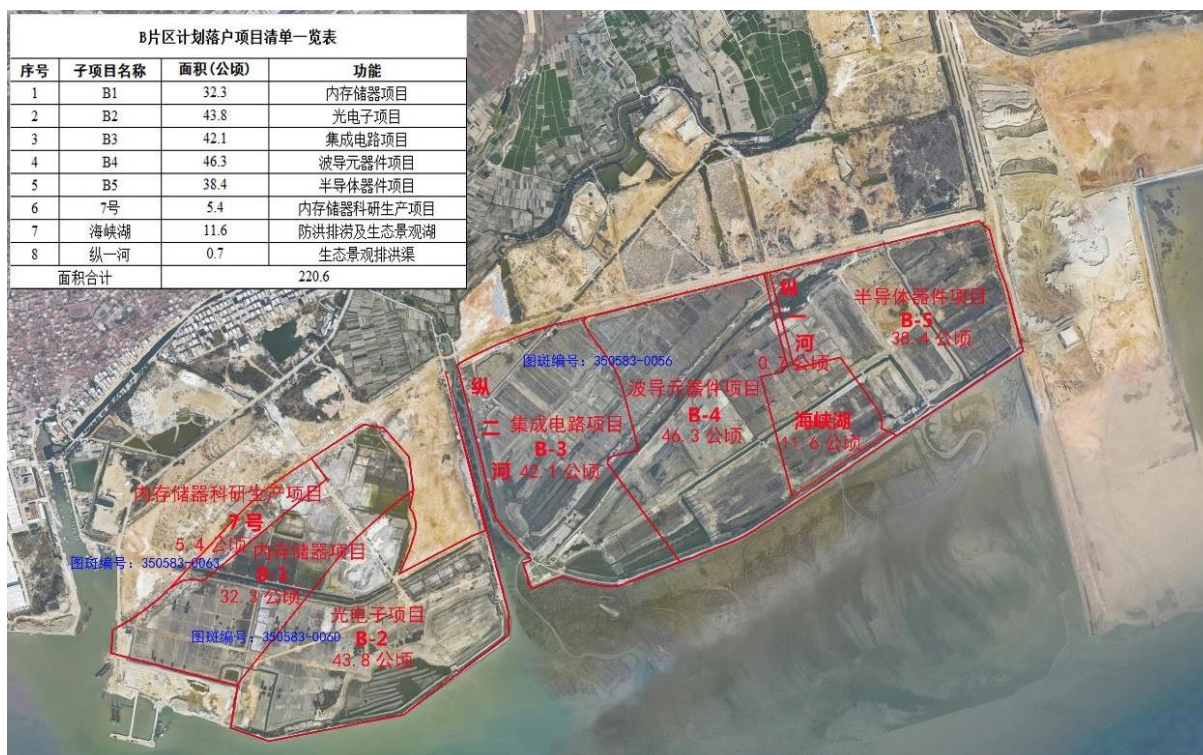 B片区计划落户项目清单一览表
序号 子项目名称 面积(公顷) 功能
1 B1 32.3 内存储器项目
2 B2 43.8 光电子项目
3 B3 42.1 集成电路项目
4 B4 46.3 波导元器件项目
5 B5 38.4 半导体器件项目
6 7号 5.4 内存储器科研生产项目
7 海峡湖 11.6 防洪排涝及生态景观湖
8 纵一河 0.7 生态景观排洪渠
面积合计 220.6
纵一河
0.7 公顷
半导体器件项目
B-5
38.4 公顷
图斑编号：350583-0056
波导元器件项目
B-4
46.3 公顷
海峡湖
11.6 公顷
纵二河
集成电路项目
B-3
42.1 公顷
内存储器科研生产项目
7号
5.4 公顷
图斑编号：350583-0063
内存储器项目
B-1
32.3 公顷
光电子项目
图斑编号：350583-0060
B-2
43.8 公顷